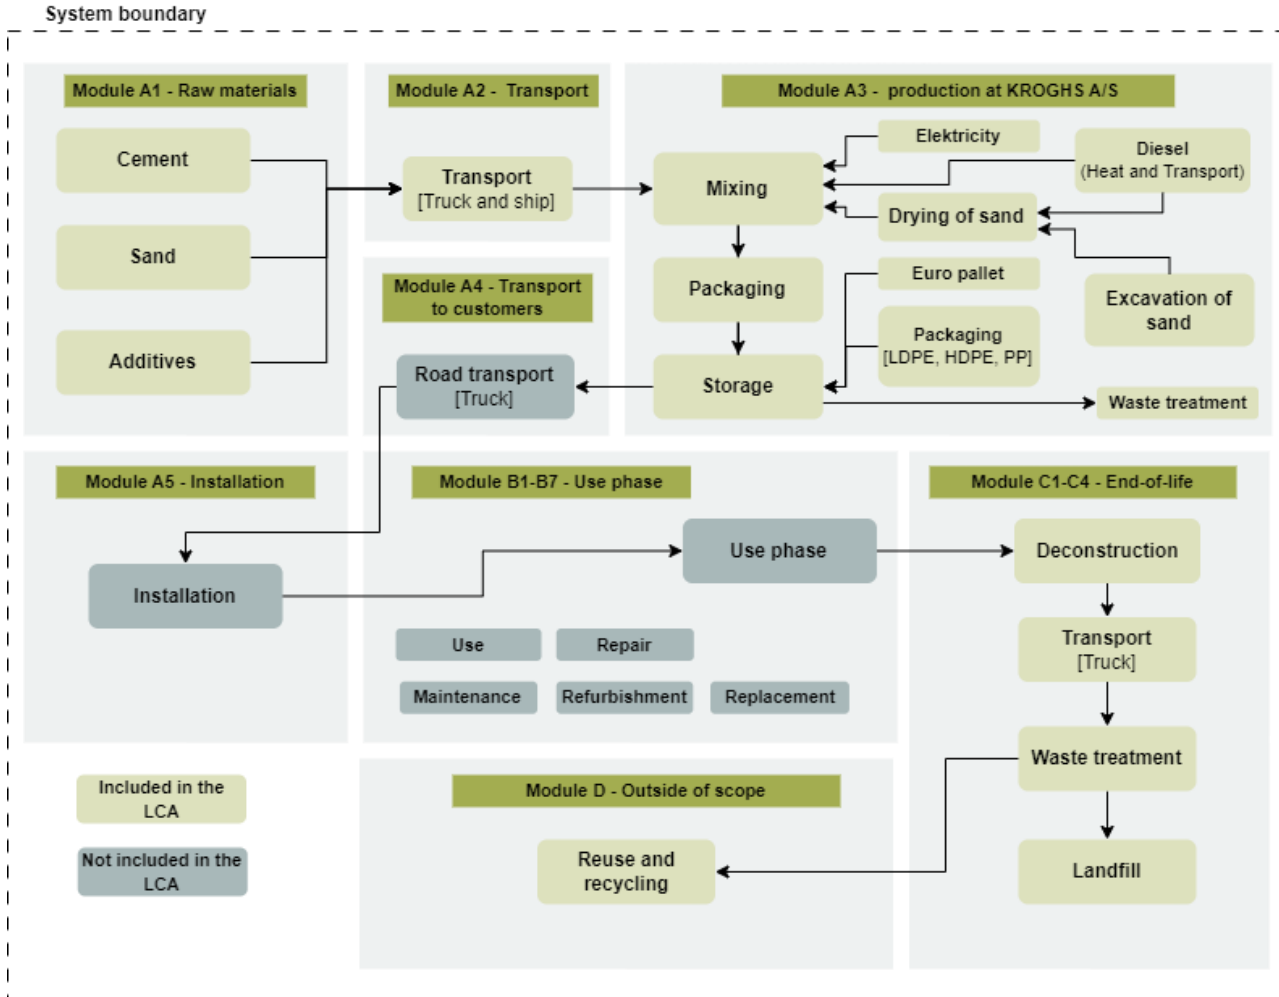 System boundary
Module A1 - Raw materials
Cement
Sand
Additives
Module A2 - Transport
Transport
[Truck and ship]
Module A3 - production at KROGHS A/S
Elektricity
Diesel
(Heat and Transport)
Mixing
Drying of sand
Packaging
Euro pallet
Excavation of
sand
Packaging
[LDPE, HDPE, PP]
Storage
Waste treatment
Module A4 - Transport
to customers
Road transport
[Truck]
Module A5 - Installation
Installation
Module B1-B7 - Use phase
Use phase
Use
Repair
Maintenance
Refurbishment
Replacement
Module C1-C4 - End-of-life
Deconstruction
Transport
[Truck]
Waste treatment
Landfill
Module D - Outside of scope
Reuse and
recycling
Included in the
LCA
Not included in the
LCA